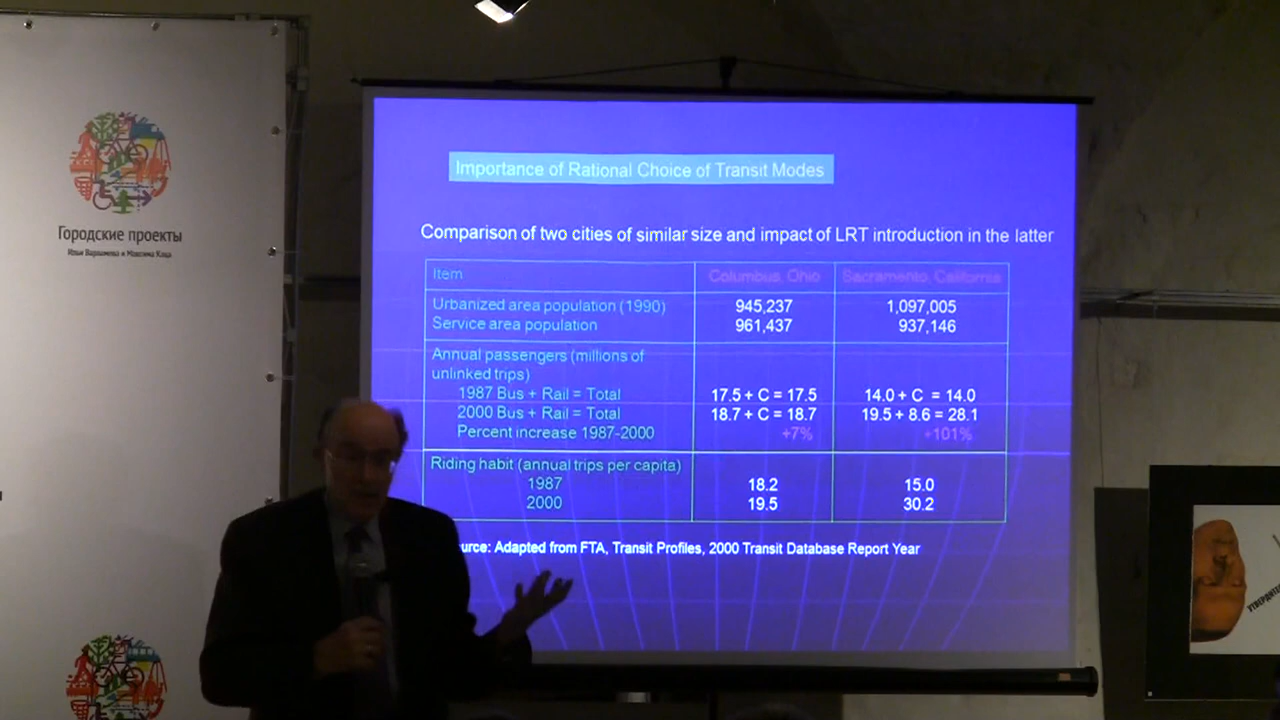 Городские проекты
Ильи Варламова и Максима Каца
Importance of Rational Choice of Transit Modes
Comparison of two cities of similar size and impact of LRT introduction in the latter
Item Columbus, Ohio Sacramento, California
Urbanized area population (1990) 945,237 1,097,005
Service area population 961,437 937,146
Annual passengers (millions of
unlinked trips)
1987 Bus + Rail = Total 17.5 + C = 17.5 14.0 + C = 14.0
2000 Bus + Rail = Total 18.7 + C = 18.7 19.5 + 8.6 = 28.1
Percent increase 1987-2000 +7% +101%
Riding habit (annual trips per capita)
1987 18.2 15.0
2000 19.5 30.2
urce: Adapted from FTA, Transit Profiles, 2000 Transit Database Report Year